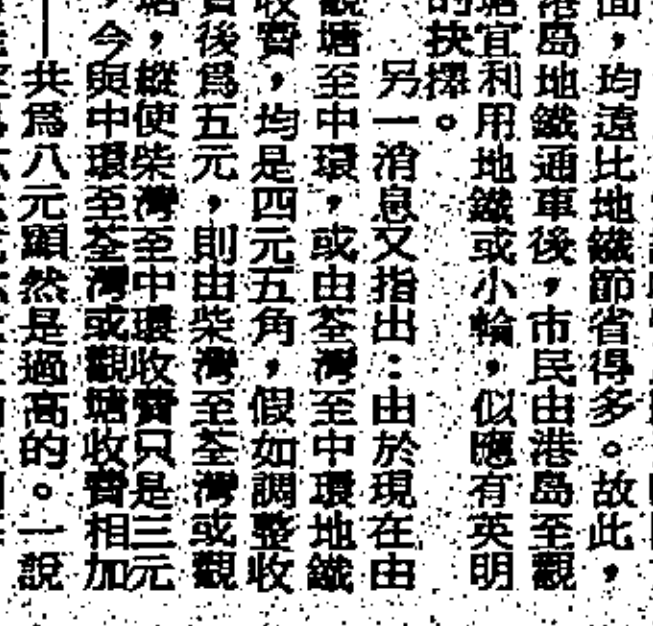 面，均遠比地鐵節省得多。故此，
港島地鐵通車後，市民由港島至觀
塘宜利用地鐵或小輪，似應有英明
的抉擇。
另一消息又指出：由於現在由
觀塘至中環，或由荃灣至中環地鐵
收費，均是四元五角，假如調整收
費後爲五元，則由柴灣至荃灣或觀
塘，縱使柴灣至中環收費只是三元
，今與中環至荃灣或觀塘收費相加
共爲八元顯然是過高的。一說